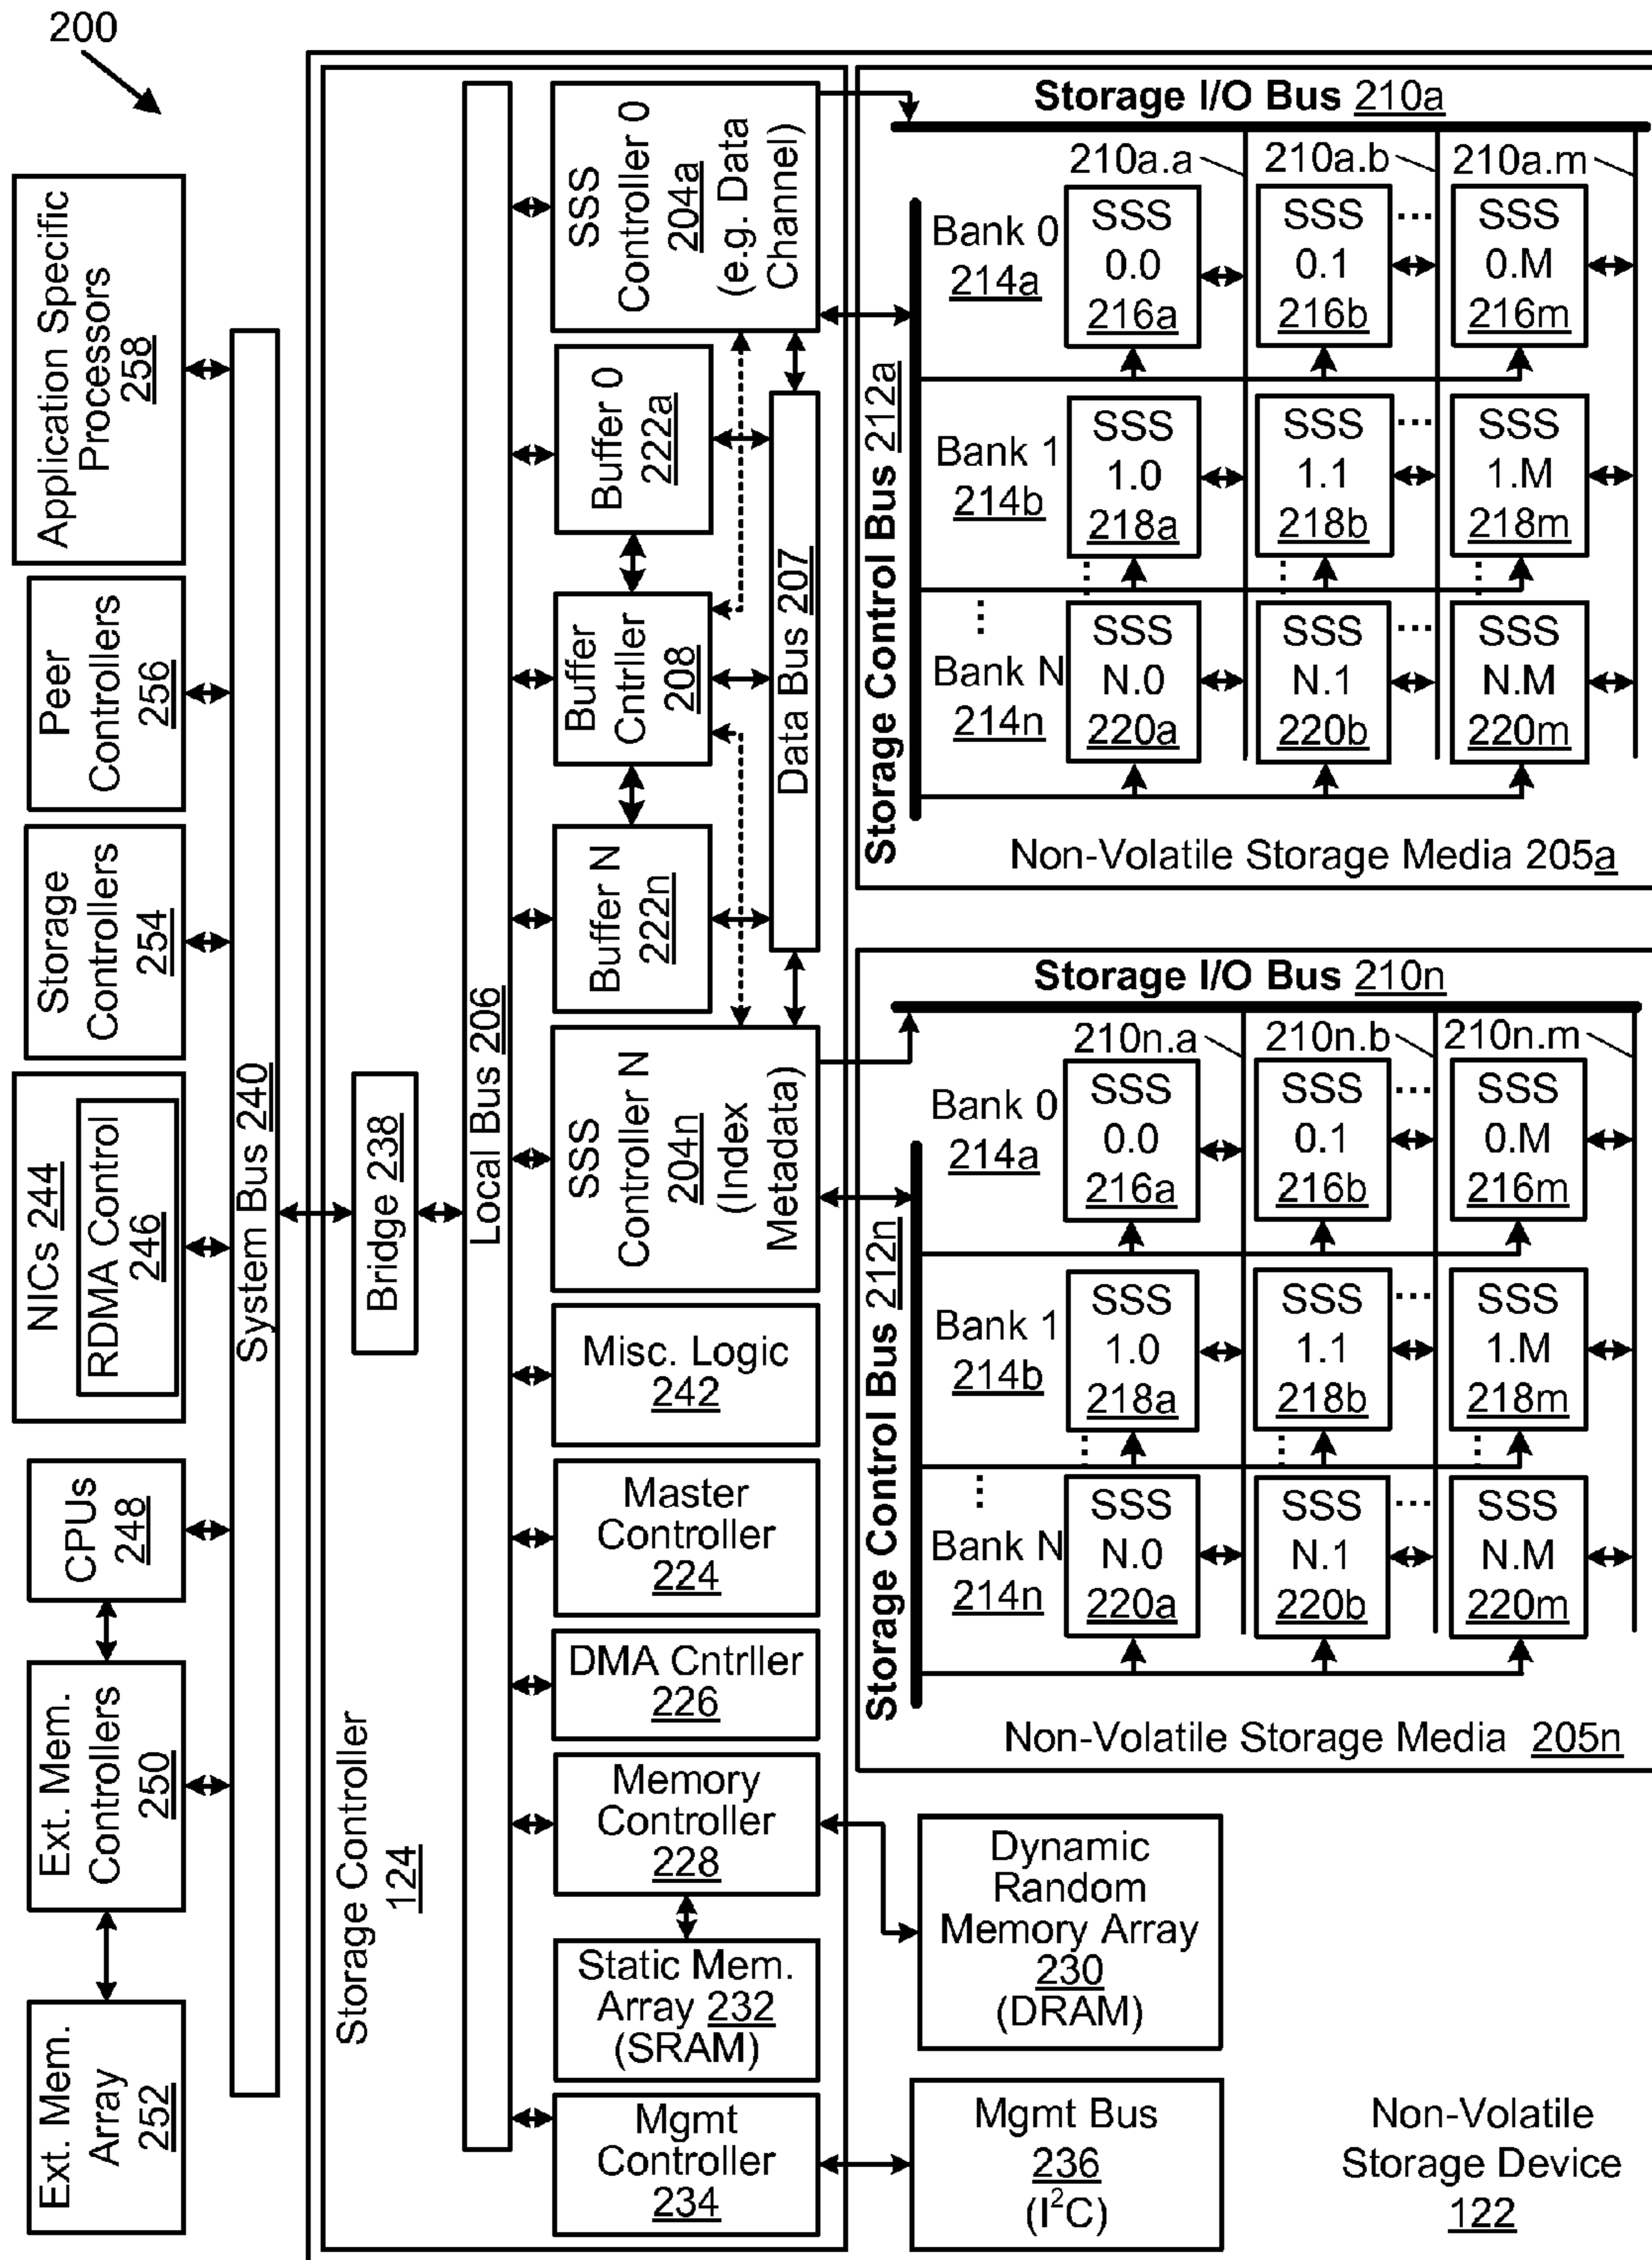 200
Application Specific
Processors
258
Peer
Controllers
256
Storage
Controllers
254
NICs 244
RDMA Control
246
CPUs
248
Ext. Mem.
Controllers
250
Ext. Mem.
Array
252
System Bus 240
Storage Controller
124
Bridge 238
Local Bus 206
SSS
Controller 0
204a
(e.g. Data
Channel)
Buffer 0
222a
Buffer
Cntrller
208
Buffer N
222n
Data Bus 207
SSS
Controller N
204n
(Index
Metadata)
Misc. Logic
242
Master
Controller
224
DMA Cntrller
226
Memory
Controller
228
Static Mem.
Array 232
(SRAM)
Mgmt
Controller
234
Storage I/O Bus 210a
210a.a
210a.b
210a.m
Storage Control Bus 212a
Bank 0
214a
SSS
0.0
216a
SSS
0.1
216b
...
SSS
0.M
216m
Bank 1
214b
SSS
1.0
218a
SSS
1.1
218b
...
SSS
1.M
218m
Bank N
214n
SSS
N.0
220a
SSS
N.1
220b
...
SSS
N.M
220m
Non-Volatile Storage Media 205a
Storage I/O Bus 210n
210n.a
210n.b
210n.m
Storage Control Bus 212n
Bank 0
214a
SSS
0.0
216a
SSS
0.1
216b
...
SSS
0.M
216m
Bank 1
214b
SSS
1.0
218a
SSS
1.1
218b
...
SSS
1.M
218m
Bank N
214n
SSS
N.0
220a
SSS
N.1
220b
...
SSS
N.M
220m
Non-Volatile Storage Media 205n
Dynamic
Random
Memory Array
230
(DRAM)
Mgmt Bus
236
(I²C)
Non-Volatile
Storage Device
122